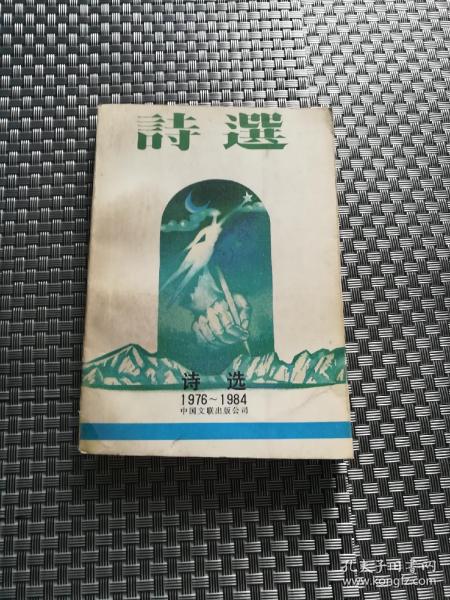 詩選
诗选
1976~1984
中国文联出版公司
孔夫子旧书网
www.kongfz.com